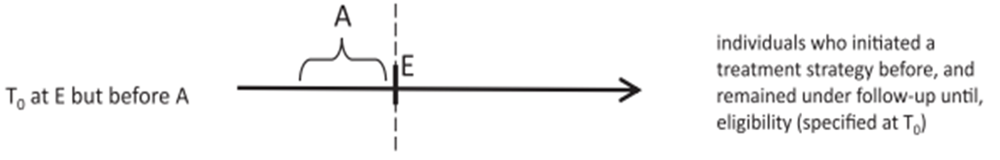 A
E
T₀ at E but before A
individuals who initiated a
treatment strategy before, and
remained under follow-up until,
eligibility (specified at T₀)